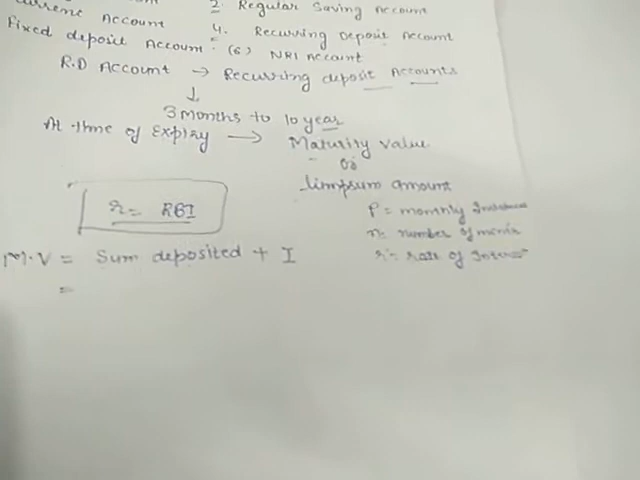 2. Regular Saving Account
Current Account
4. Recurring Deposit Account
Fixed deposit Account. (6) NRI Account
R.D Account → Recurring deposit Accounts
↓
3 months to 10 year
At time of Expiry → Maturity value
Or
limpsum amount
r = RBI
P = monthly
n = number of
r = rate of Interest
M.V = Sum deposited + I
=